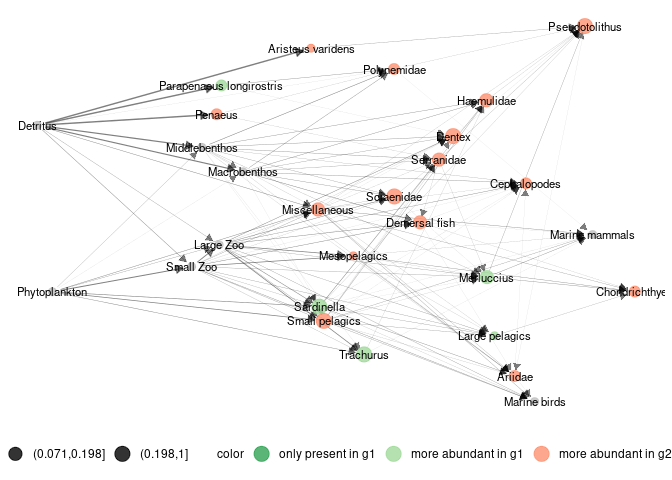 Pseudotolithus
Aristeus varidens
Polynemidae
Parapenaeus longirostris
Haemulidae
Penaeus
Detritus
Dentex
Middlebenthos
Serranidae
Macrobenthos
Cephalopodes
Sciaenidae
Miscellaneous
Demersal fish
Marine mammals
Large Zoo
Mesopelagics
Small Zoo
Merluccius
Phytoplankton
Chondrichthye
Sardinella
Small pelagics
Large pelagics
Trachurus
Ariidae
Marine birds
(0.071,0.198] (0.198,1] color only present in g1 more abundant in g1 more abundant in g2